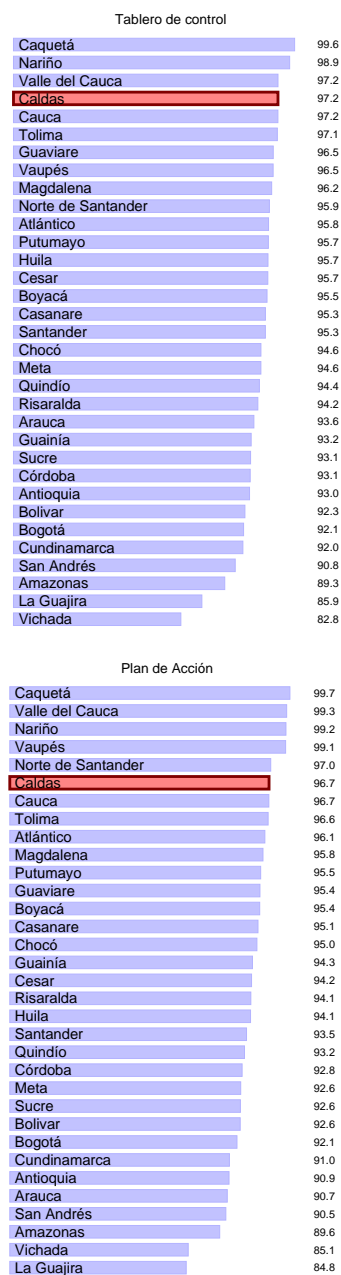 Tablero de control
Caquetá 99.6
Nariño 98.9
Valle del Cauca 97.2
Caldas 97.2
Cauca 97.2
Tolima 97.1
Guaviare 96.5
Vaupés 96.5
Magdalena 96.2
Norte de Santander 95.9
Atlántico 95.8
Putumayo 95.7
Huila 95.7
Cesar 95.7
Boyacá 95.5
Casanare 95.3
Santander 95.3
Chocó 94.6
Meta 94.6
Quindío 94.4
Risaralda 94.2
Arauca 93.6
Guainía 93.2
Sucre 93.1
Córdoba 93.1
Antioquia 93.0
Bolivar 92.3
Bogotá 92.1
Cundinamarca 92.0
San Andrés 90.8
Amazonas 89.3
La Guajira 85.9
Vichada 82.8
Plan de Acción
Caquetá 99.7
Valle del Cauca 99.3
Nariño 99.2
Vaupés 99.1
Norte de Santander 97.0
Caldas 96.7
Cauca 96.7
Tolima 96.6
Atlántico 96.1
Magdalena 95.8
Putumayo 95.5
Guaviare 95.4
Boyacá 95.4
Casanare 95.1
Chocó 95.0
Guainía 94.3
Cesar 94.2
Risaralda 94.1
Huila 94.1
Santander 93.5
Quindío 93.2
Córdoba 92.8
Meta 92.6
Sucre 92.6
Bolivar 92.6
Bogotá 92.1
Cundinamarca 91.0
Antioquia 90.9
Arauca 90.7
San Andrés 90.5
Amazonas 89.6
Vichada 85.1
La Guajira 84.8